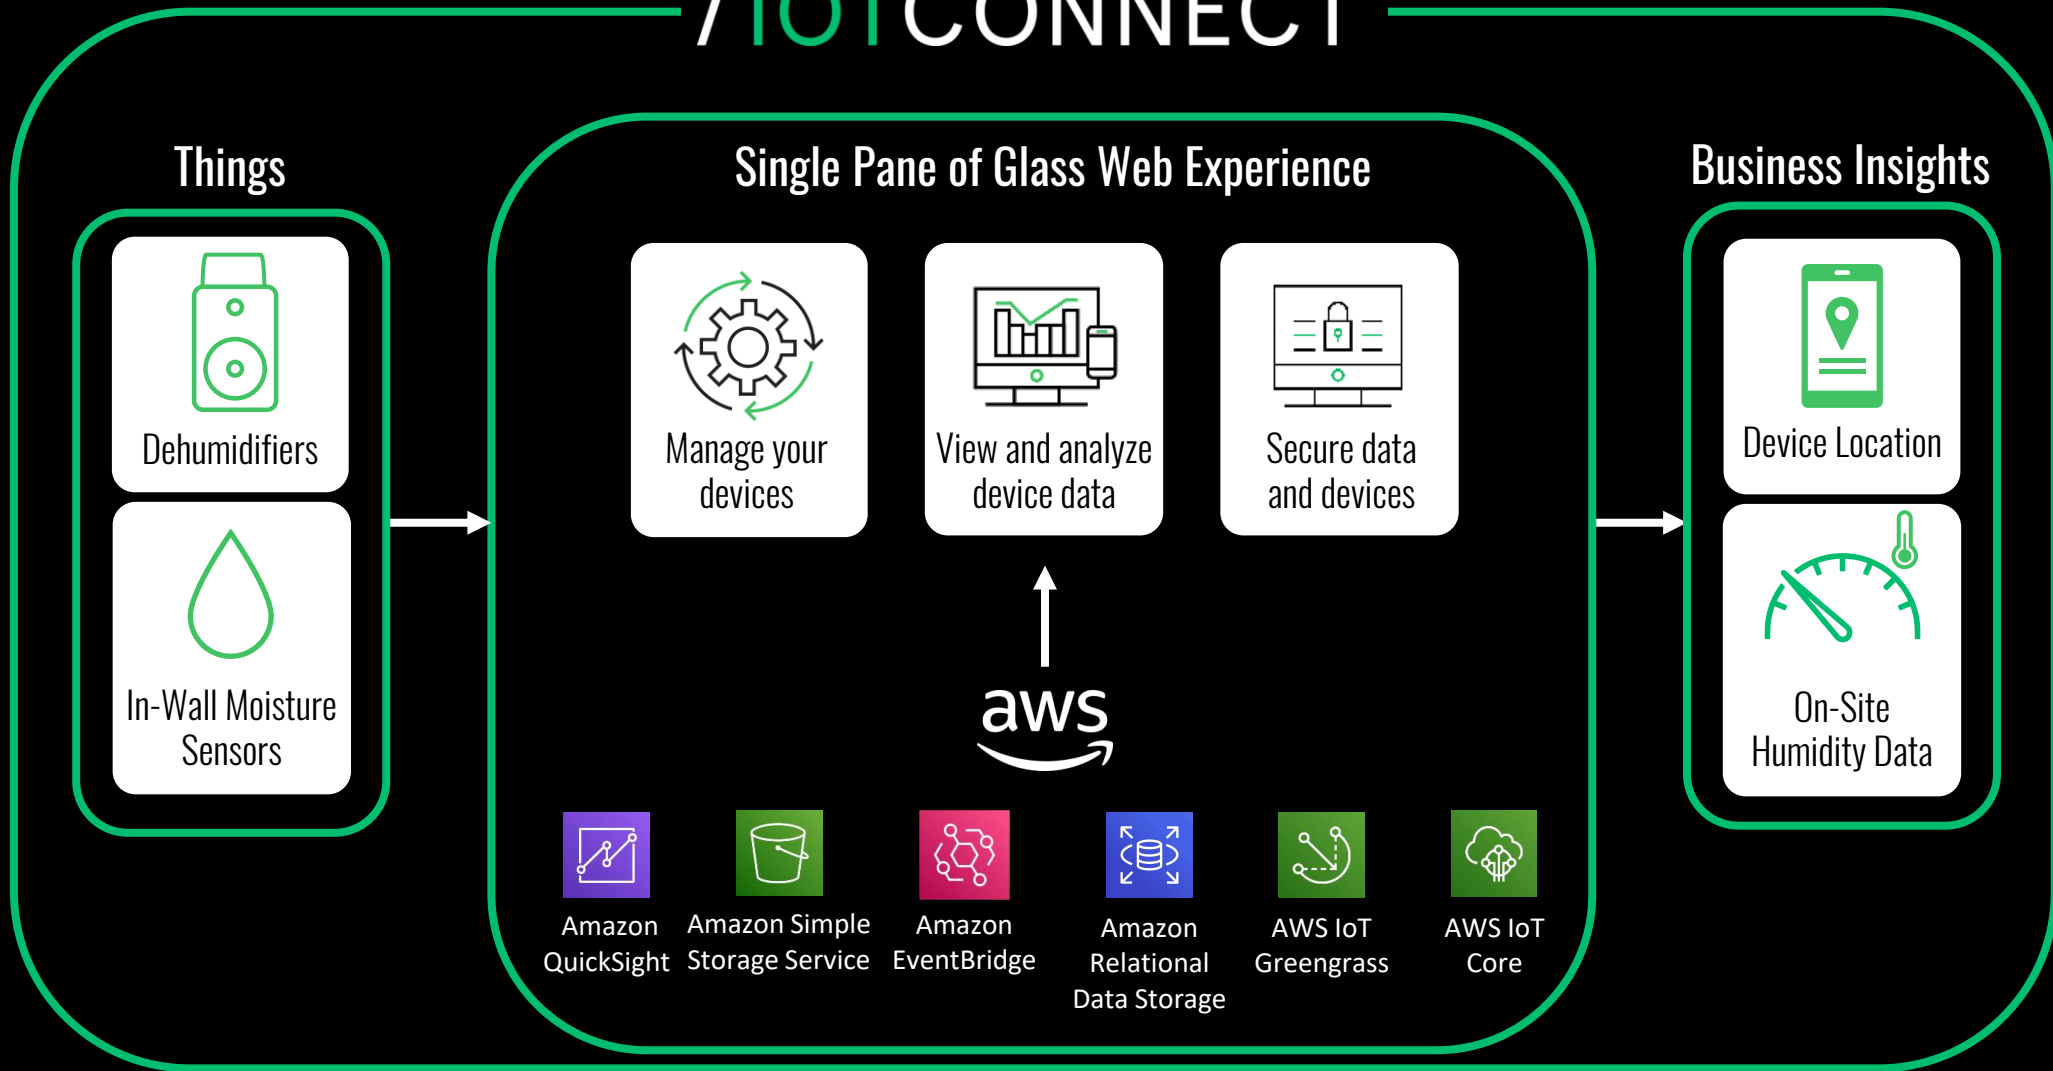 /IOTCONNECT
Things
Dehumidifiers
In-Wall Moisture
Sensors
Single Pane of Glass Web Experience
Manage your
devices
View and analyze
device data
Secure data
and devices
aws
Amazon
QuickSight
Amazon Simple
Storage Service
Amazon
EventBridge
Amazon
Relational
Data Storage
AWS IoT
Greengrass
AWS IoT
Core
Business Insights
Device Location
On-Site
Humidity Data